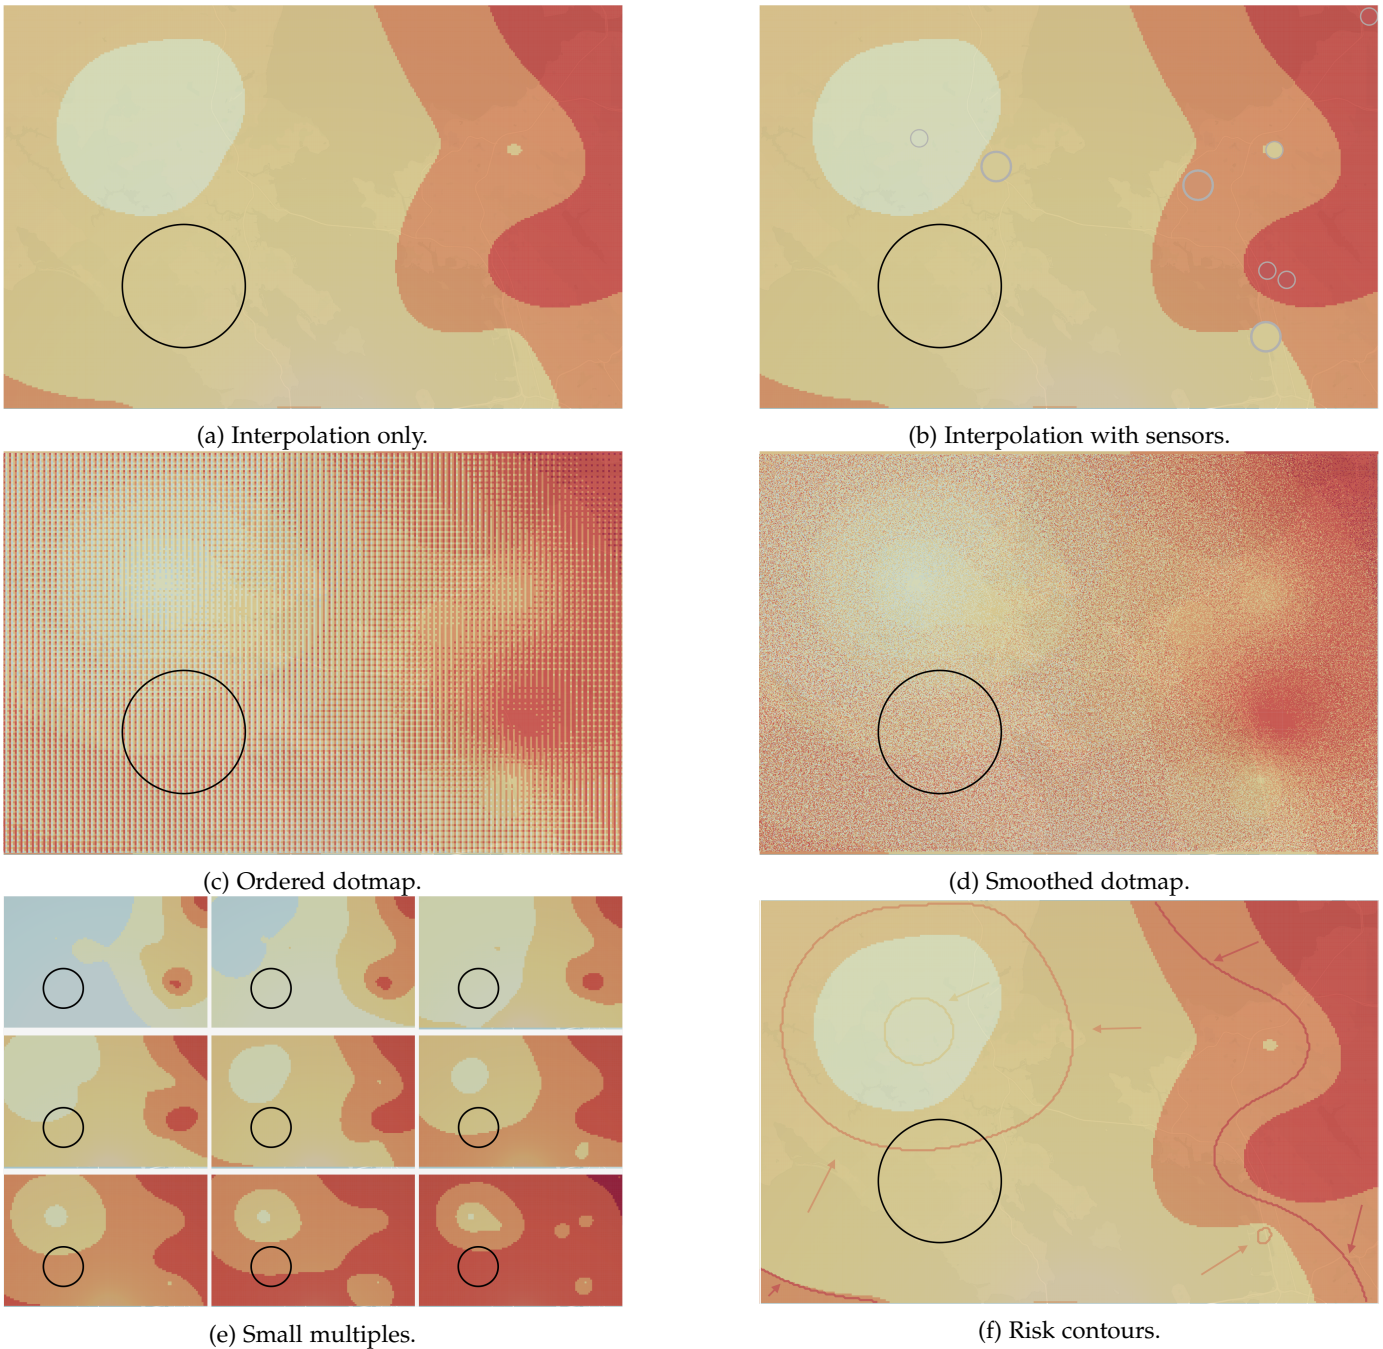 (a) Interpolation only.
(b) Interpolation with sensors.
(c) Ordered dotmap.
(d) Smoothed dotmap.
(e) Small multiples.
(f) Risk contours.